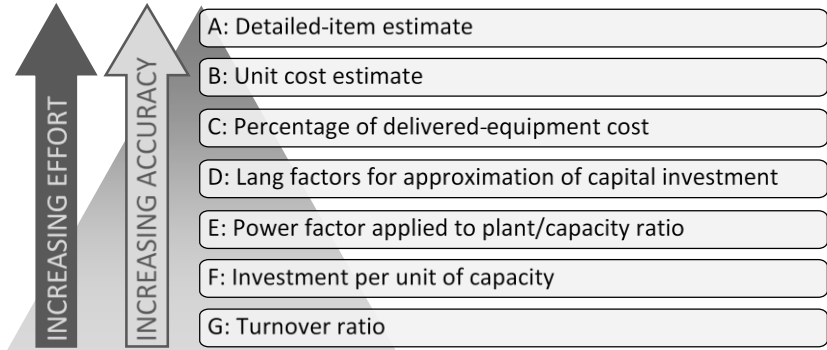 INCREASING EFFORT
INCREASING ACCURACY
A: Detailed-item estimate
B: Unit cost estimate
C: Percentage of delivered-equipment cost
D: Lang factors for approximation of capital investment
E: Power factor applied to plant/capacity ratio
F: Investment per unit of capacity
G: Turnover ratio